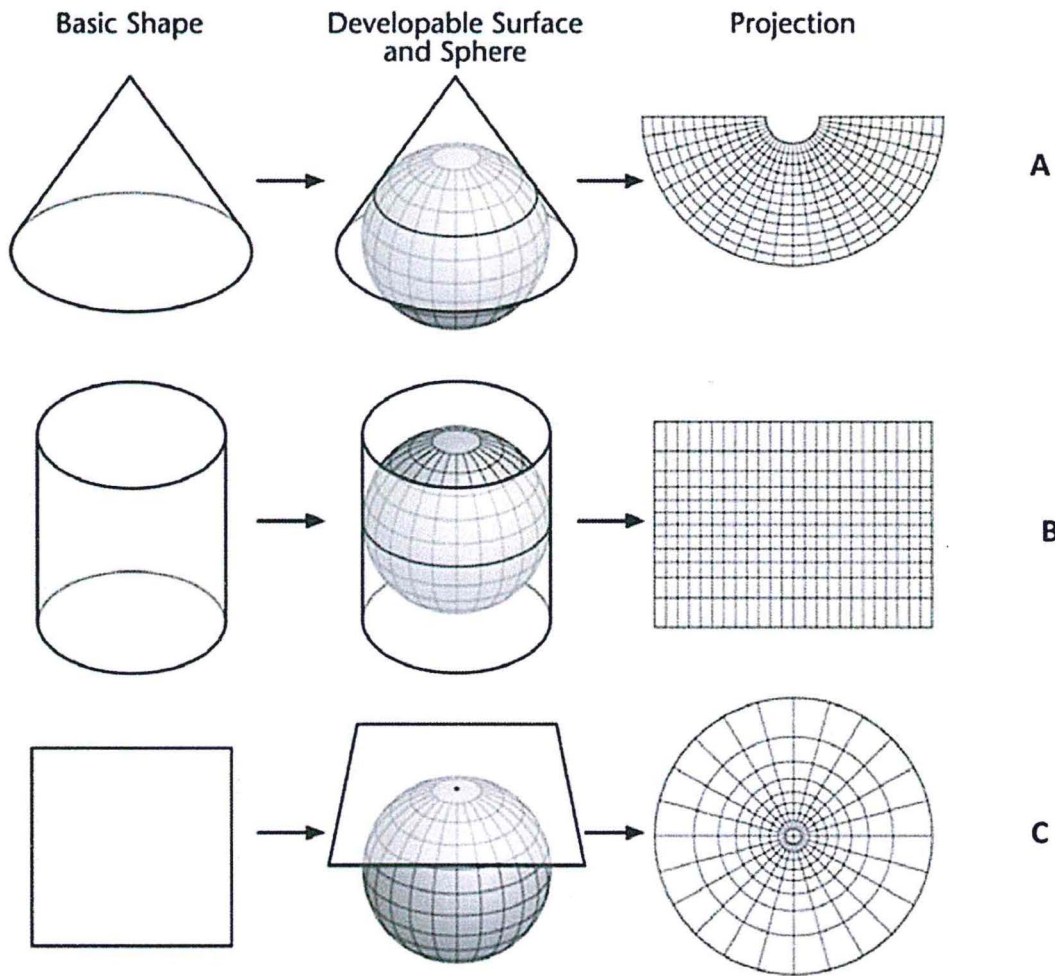 Basic Shape
Developable Surface
and Sphere
Projection
A
B
C